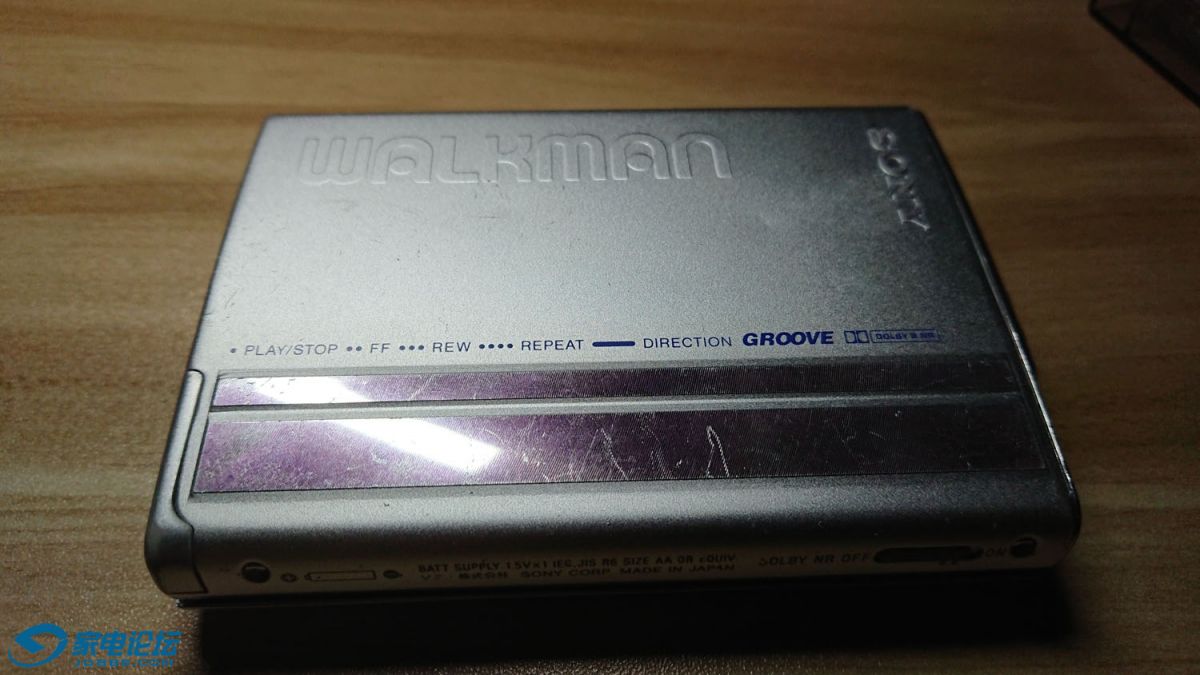 WALKMAN
SONY
• PLAY/STOP •• FF ••• REW •••• REPEAT — DIRECTION GROOVE DOLBY B NR
BATT SUPPLY 1.5V×1 IEC, JIS R6 SIZE AA OR EQUIV.
SONY CORP. MADE IN JAPAN
DOLBY NR OFF ON
家电论坛